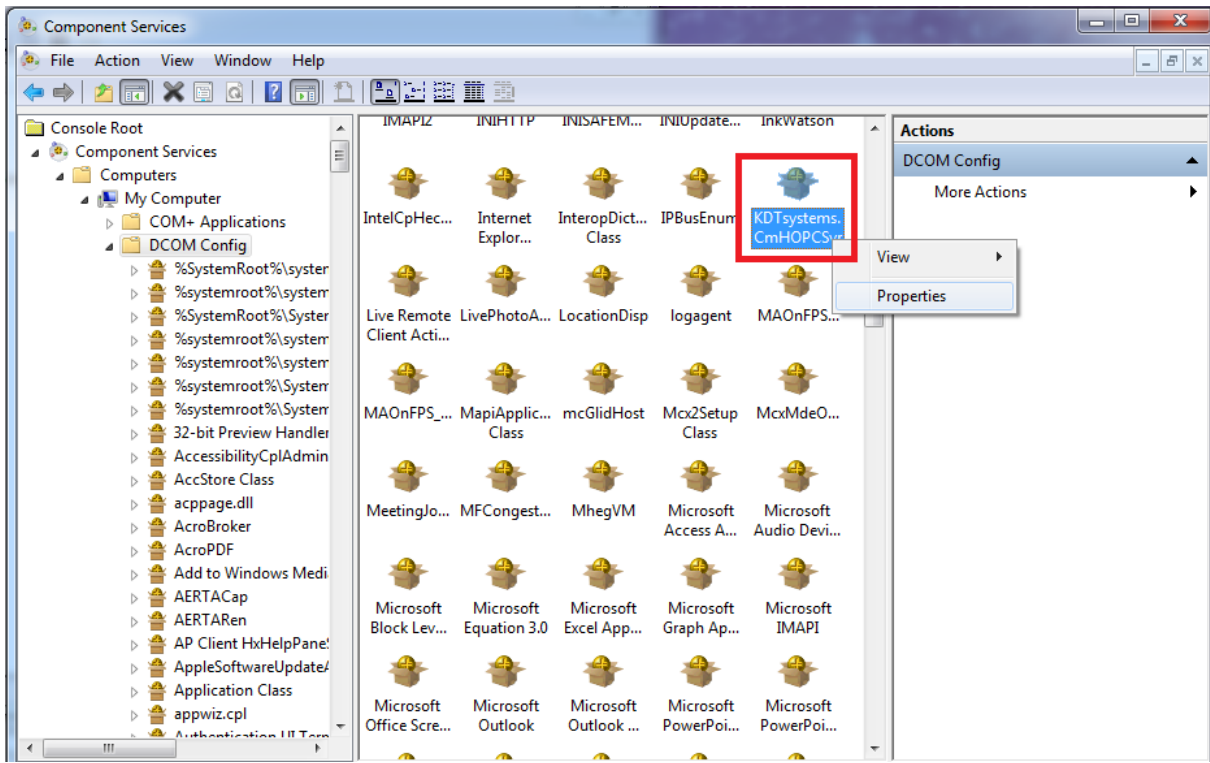 Component Services
File Action View Window Help
Console Root
Component Services
Computers
My Computer
COM+ Applications
DCOM Config
%SystemRoot%\syster
%systemroot%\system
%SystemRoot%\Syster
%systemroot%\system
%systemroot%\system
%systemroot%\System
%systemroot%\System
32-bit Preview Handler
AccessibilityCplAdmin
AccStore Class
acppage.dll
AcroBroker
AcroPDF
Add to Windows Medi
AERTACap
AERTARen
AP Client HxHelpPane
AppleSoftwareUpdate
Application Class
appwiz.cpl
IMAPI2 INIHTTP INISAFEM... INIUpdate... InkWatson
IntelCpHec... Internet InteropDict... IPBusEnum KDTsystems.
Explor... Class CmHOPCSvr
Live Remote LivePhotoA... LocationDisp logagent MAOnFPS...
Client Acti...
MAOnFPS_... MapiApplic... mcGlidHost Mcx2Setup McxMdeO...
Class Class
MeetingJo... MFCongest... MhegVM Microsoft Microsoft
Access A... Audio Devi...
Microsoft Microsoft Microsoft Microsoft Microsoft
Block Lev... Equation 3.0 Excel App... Graph Ap... IMAPI
Microsoft Microsoft Microsoft Microsoft Microsoft
Office Scre... Outlook Outlook ... PowerPoi... PowerPoi...
View
Properties
Actions
DCOM Config
More Actions